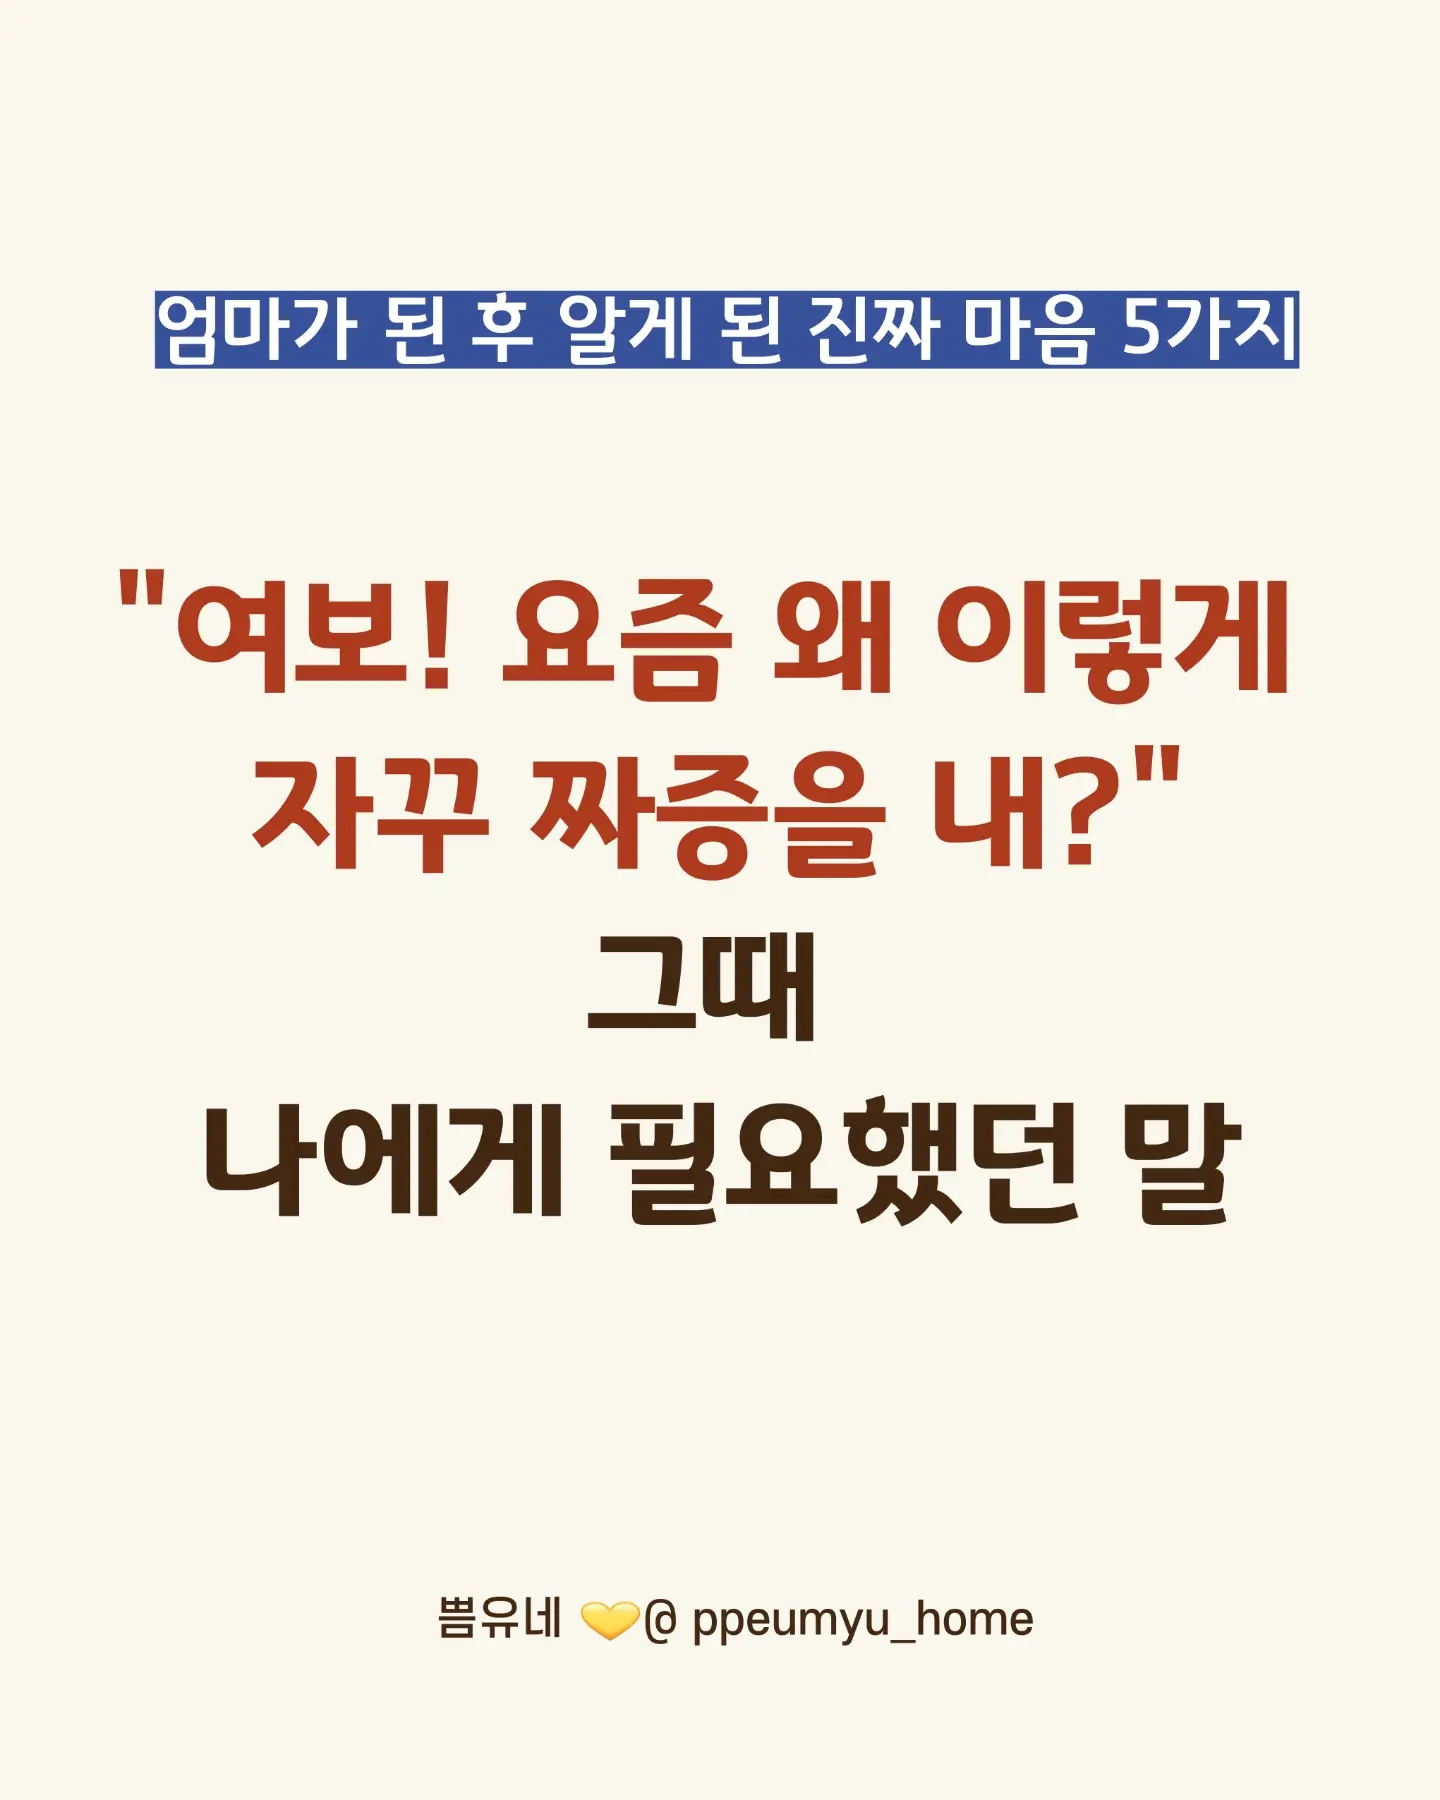 엄마가 된 후 알게 된 진짜 마음 5가지
"여보! 요즘 왜 이렇게
자꾸 짜증을 내?"
그때
나에게 필요했던 말
쁨유네 💛@ ppeumyu_home